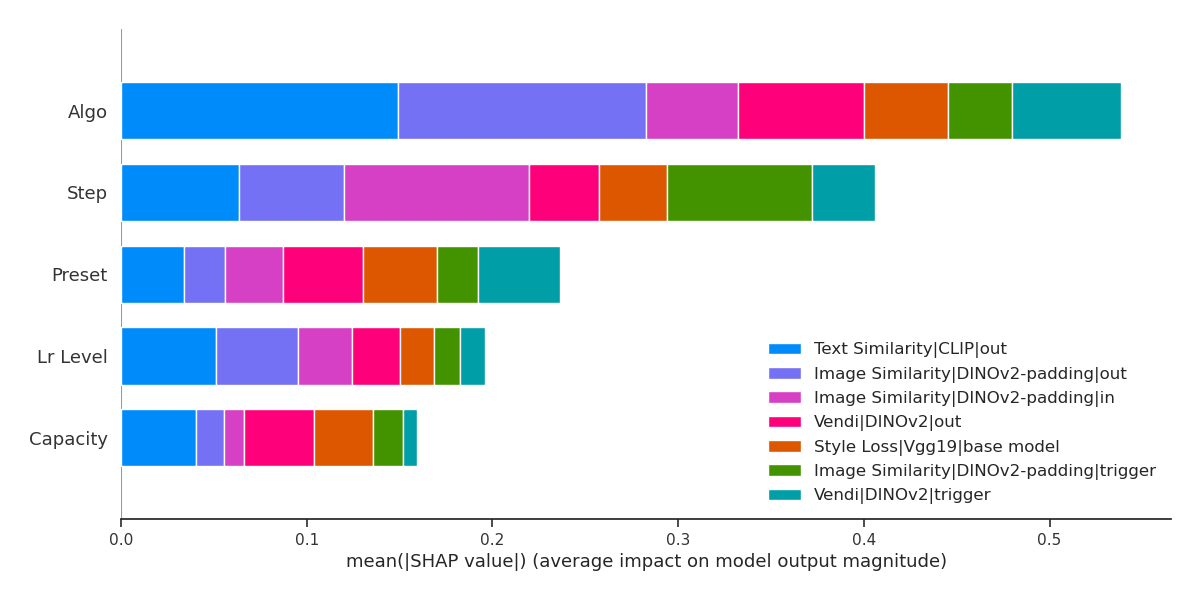 Algo
Step
Preset
Lr Level
Capacity
Text Similarity|CLIP|out
Image Similarity|DINOv2-padding|out
Image Similarity|DINOv2-padding|in
Vendi|DINOv2|out
Style Loss|Vgg19|base model
Image Similarity|DINOv2-padding|trigger
Vendi|DINOv2|trigger
0.0 0.1 0.2 0.3 0.4 0.5
mean(|SHAP value|) (average impact on model output magnitude)